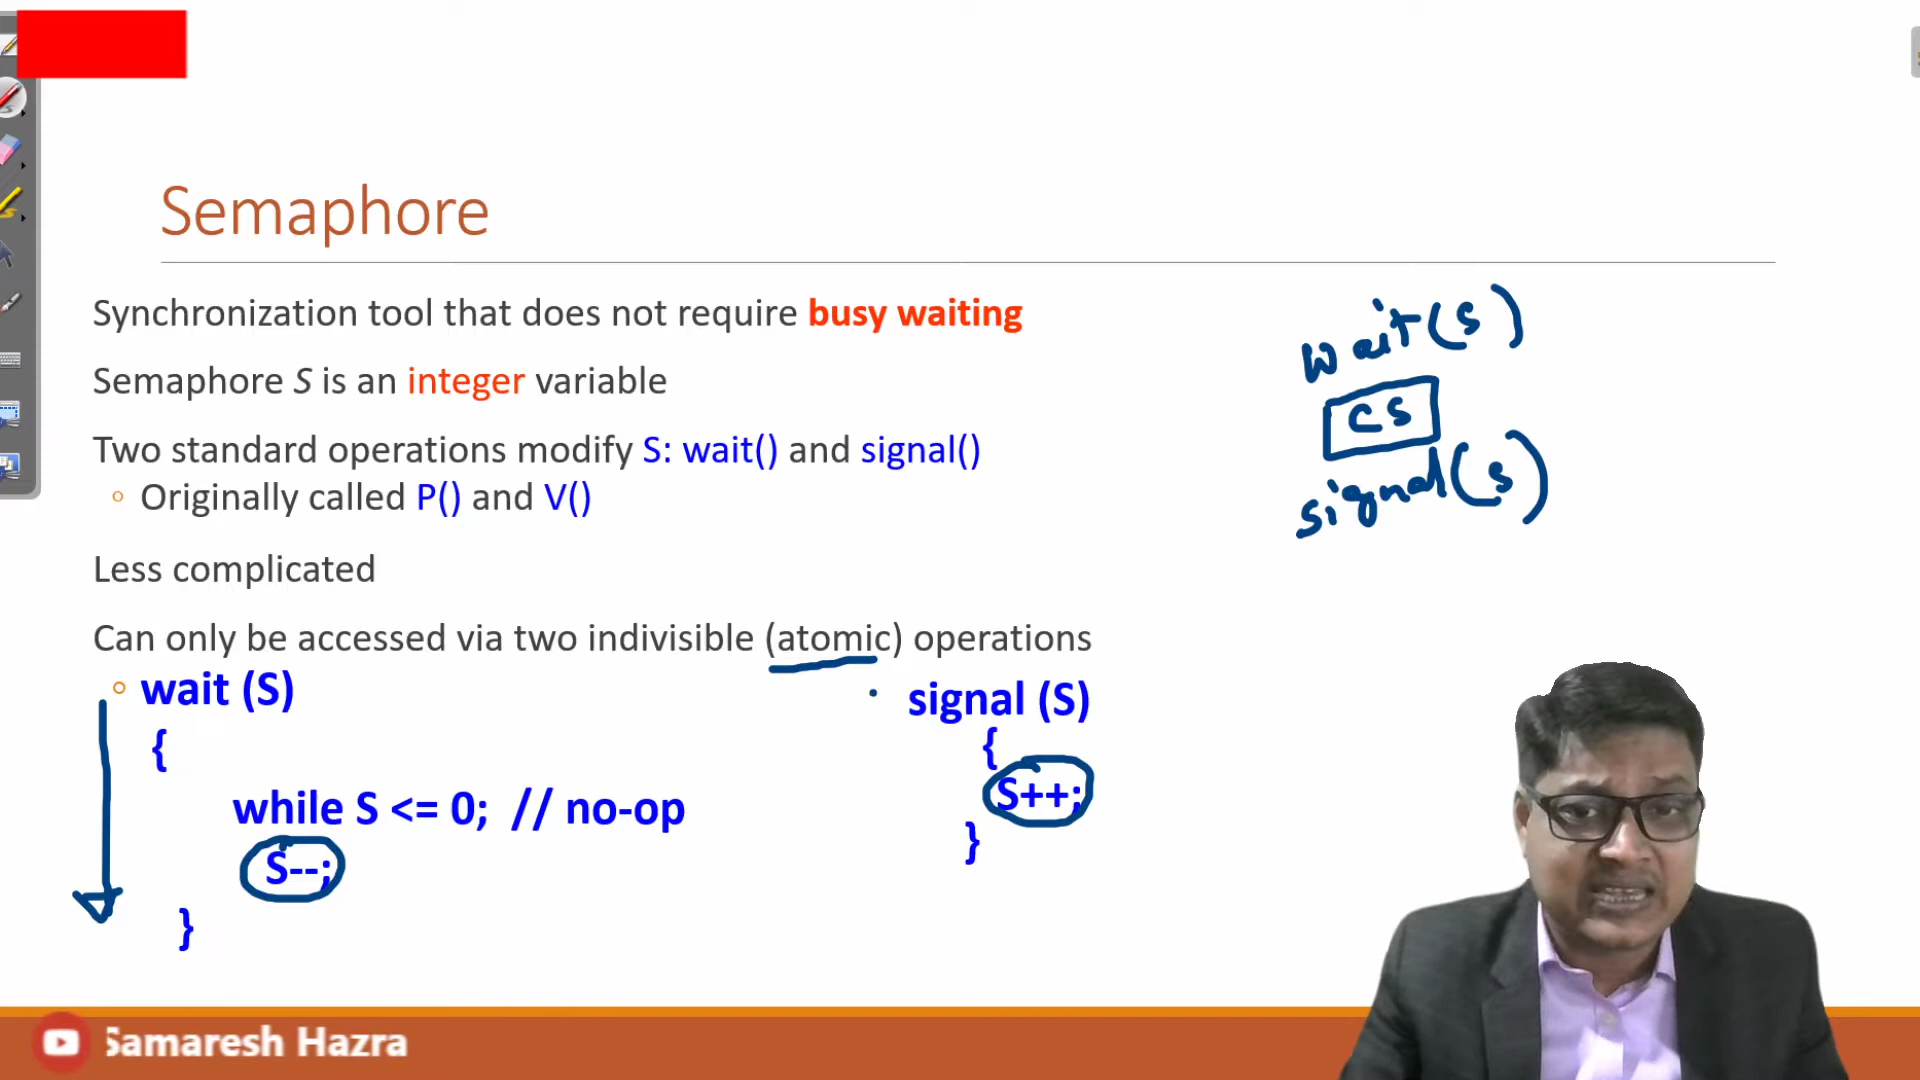 Semaphore
Synchronization tool that does not require busy waiting
Semaphore S is an integer variable
Two standard operations modify S: wait() and signal()
Originally called P() and V()
Less complicated
Can only be accessed via two indivisible (atomic) operations
wait (S)
{
while S <= 0; // no-op
S--;
}
signal (S)
{
S++;
}
wait(s)
CS
signal(s)
Samaresh Hazra